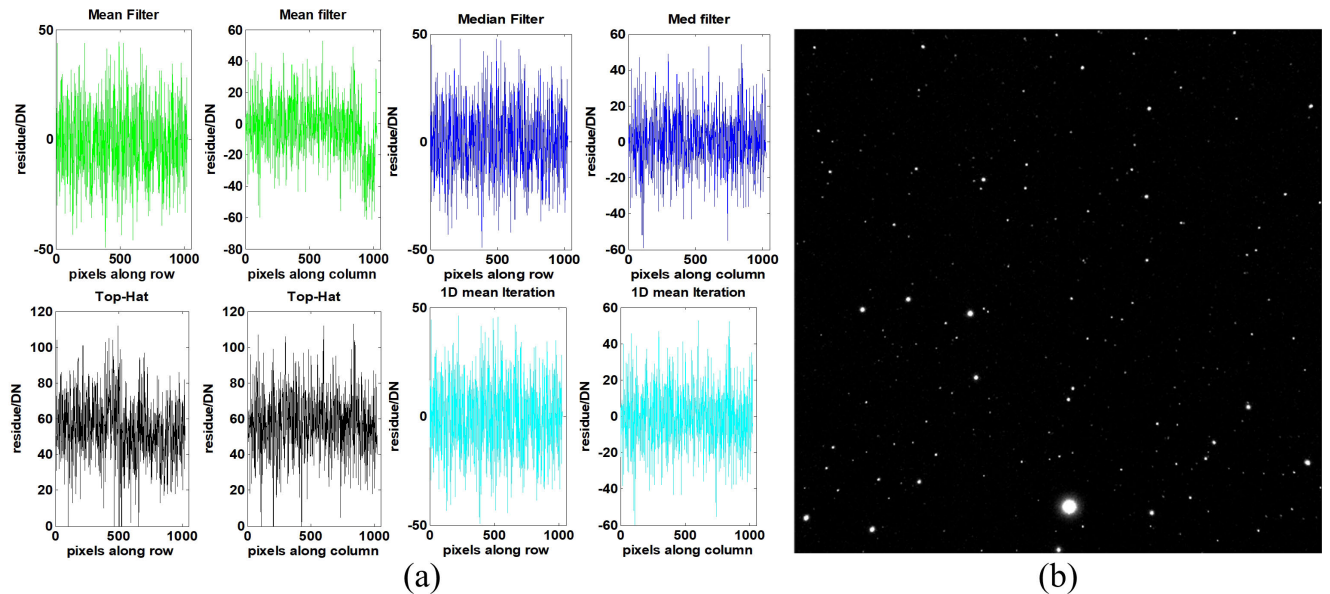 Mean Filter
Mean filter
Median Filter
Med filter
residue/DN
50
0
-50
0
500
1000
pixels along row
residue/DN
60
40
20
0
-20
-40
-60
-80
0
500
1000
pixels along column
residue/DN
50
0
-50
0
500
1000
pixels along row
residue/DN
60
40
20
0
-20
-40
-60
0
500
1000
pixels along column
Top-Hat
Top-Hat
1D mean Iteration
1D mean Iteration
residue/DN
120
100
80
60
40
20
0
0
500
1000
pixels along row
residue/DN
120
100
80
60
40
20
0
0
500
1000
pixels along column
residue/DN
50
0
-50
0
500
1000
pixels along row
residue/DN
60
40
20
0
-20
-40
-60
0
500
1000
pixels along column
(a)
(b)